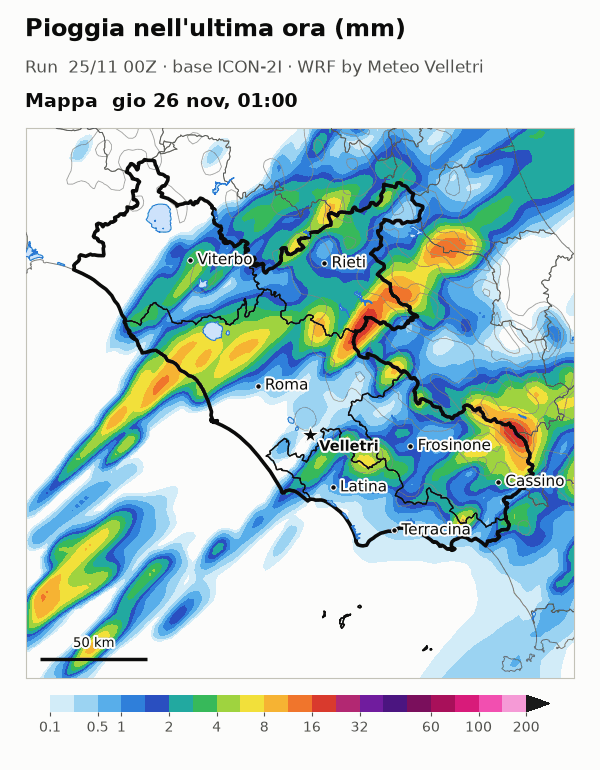 Pioggia nell'ultima ora (mm)
Run  25/11 00Z · base ICON-2I · WRF by Meteo Velletri
Mappa  gio 26 nov, 01:00
Viterbo
Rieti
Roma
Velletri
Frosinone
Latina
Cassino
Terracina
50 km
0.1 0.5 1 2 4 8 16 32 60 100 200